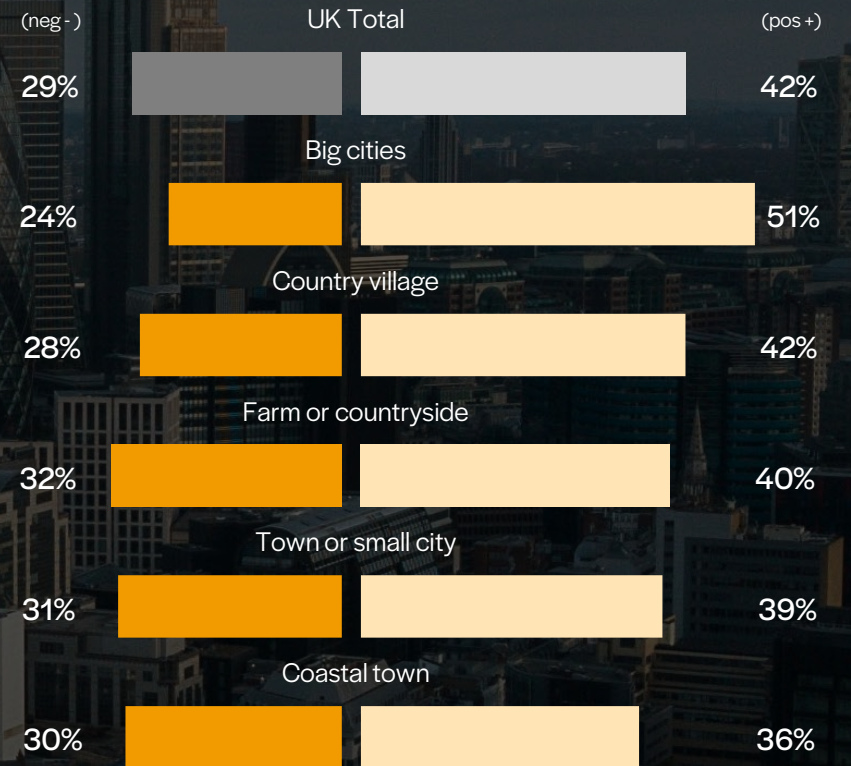 (neg -) UK Total (pos +)
29% 42%
Big cities
24% 51%
Country village
28% 42%
Farm or countryside
32% 40%
Town or small city
31% 39%
Coastal town
30% 36%